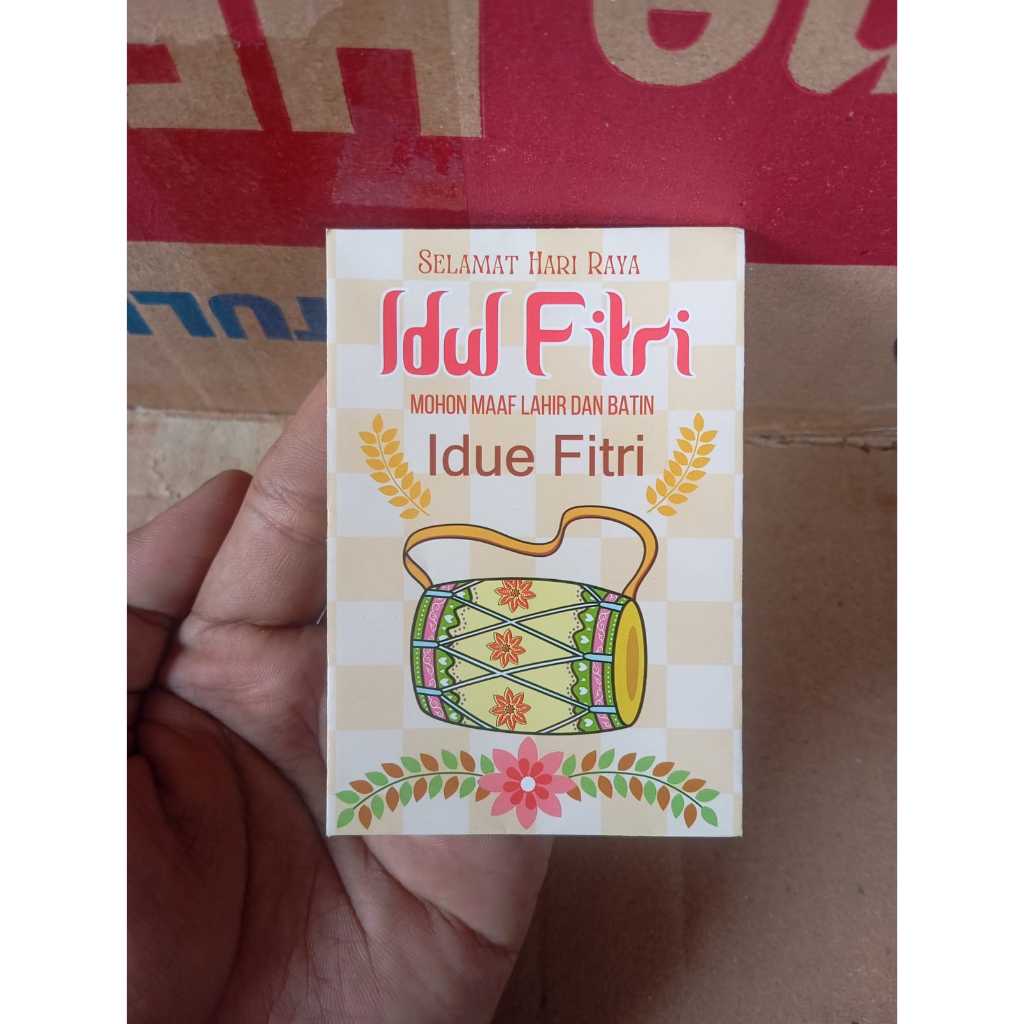 SELAMAT HARI RAYA
Idul Fitri
MOHON MAAF LAHIR DAN BATIN
Idue Fitri